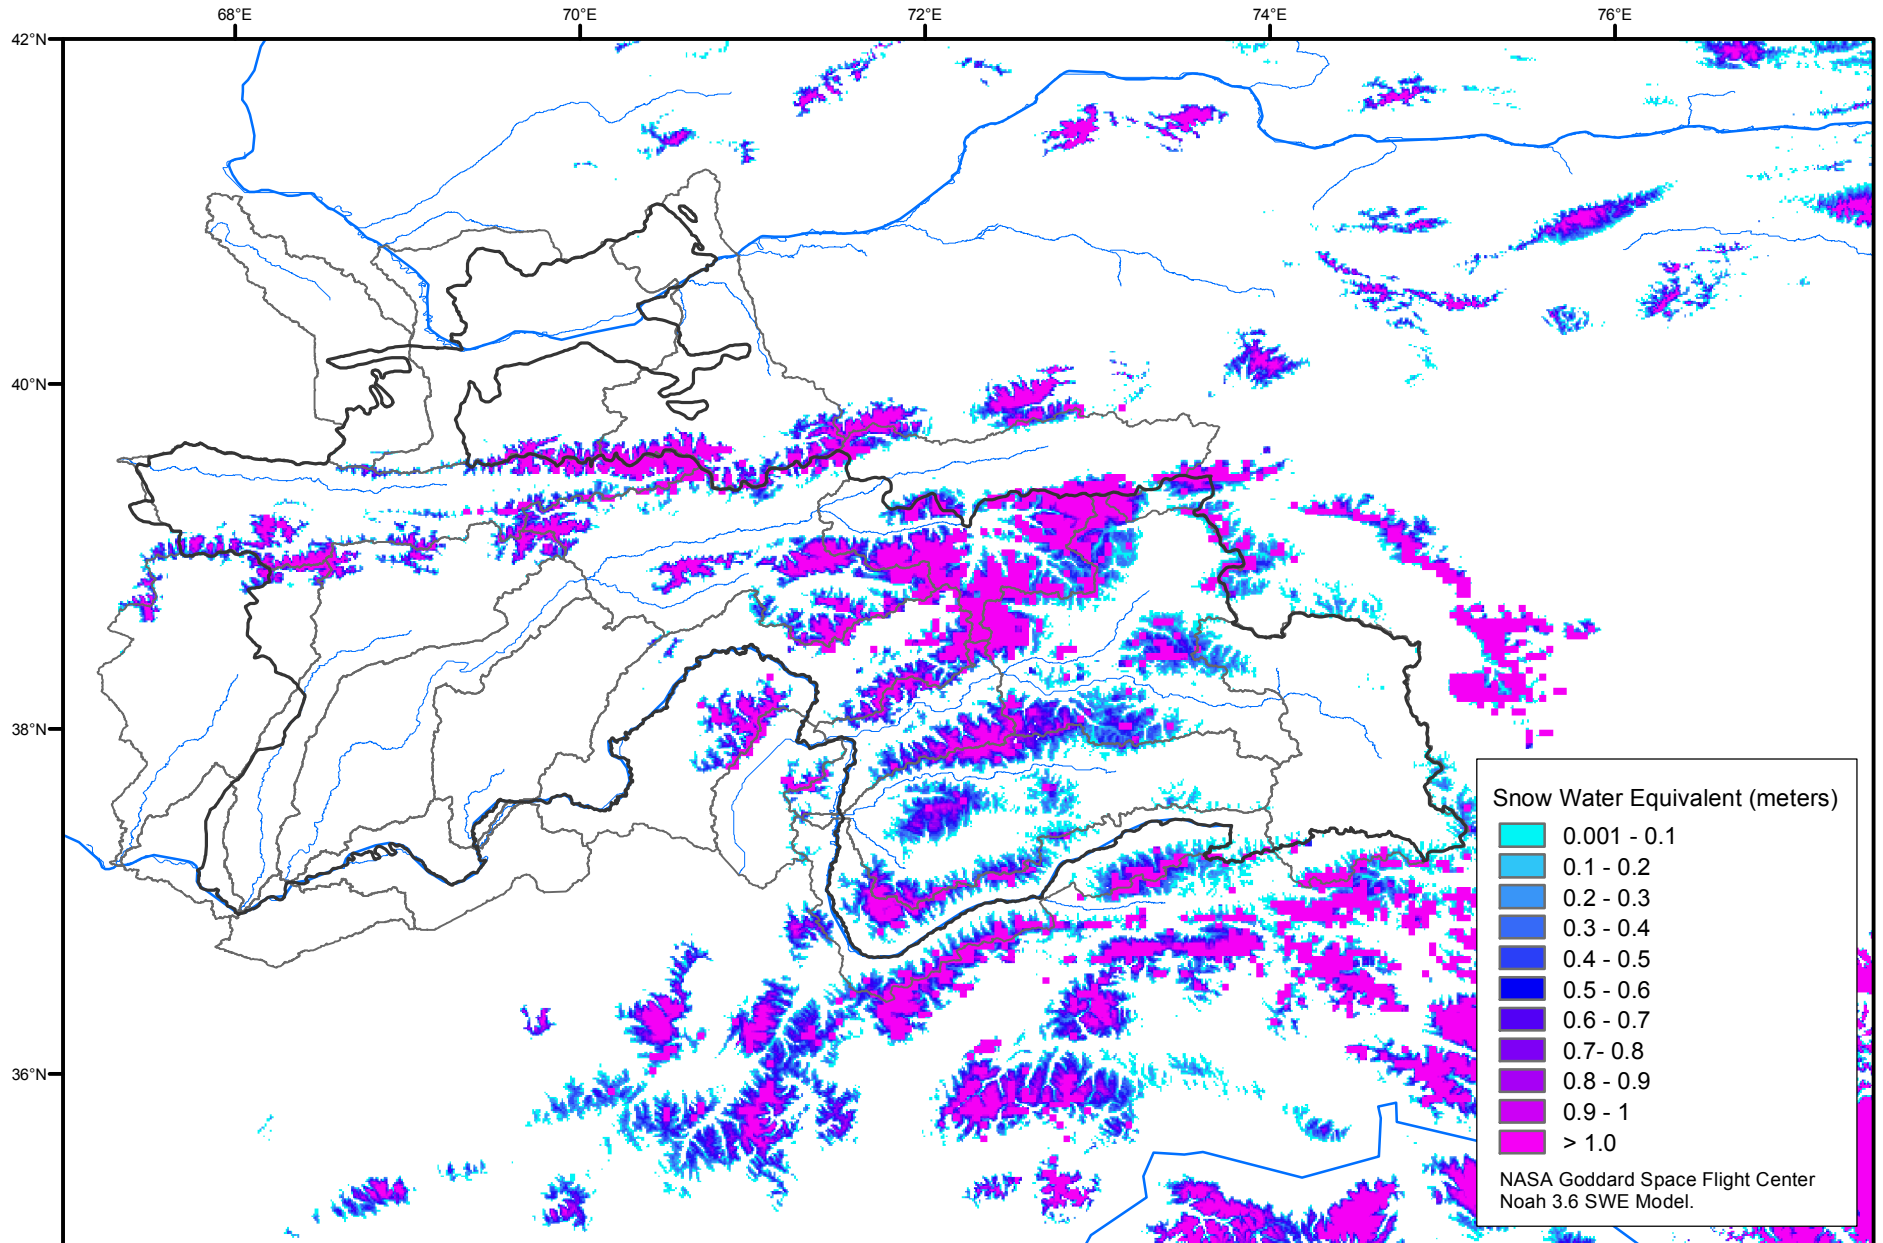 68°E 70°E 72°E 74°E 76°E
42°N
40°N
38°N
36°N
Snow Water Equivalent (meters)
0.001 - 0.1
0.1 - 0.2
0.2 - 0.3
0.3 - 0.4
0.4 - 0.5
0.5 - 0.6
0.6 - 0.7
0.7- 0.8
0.8 - 0.9
0.9 - 1
> 1.0
NASA Goddard Space Flight Center
Noah 3.6 SWE Model.